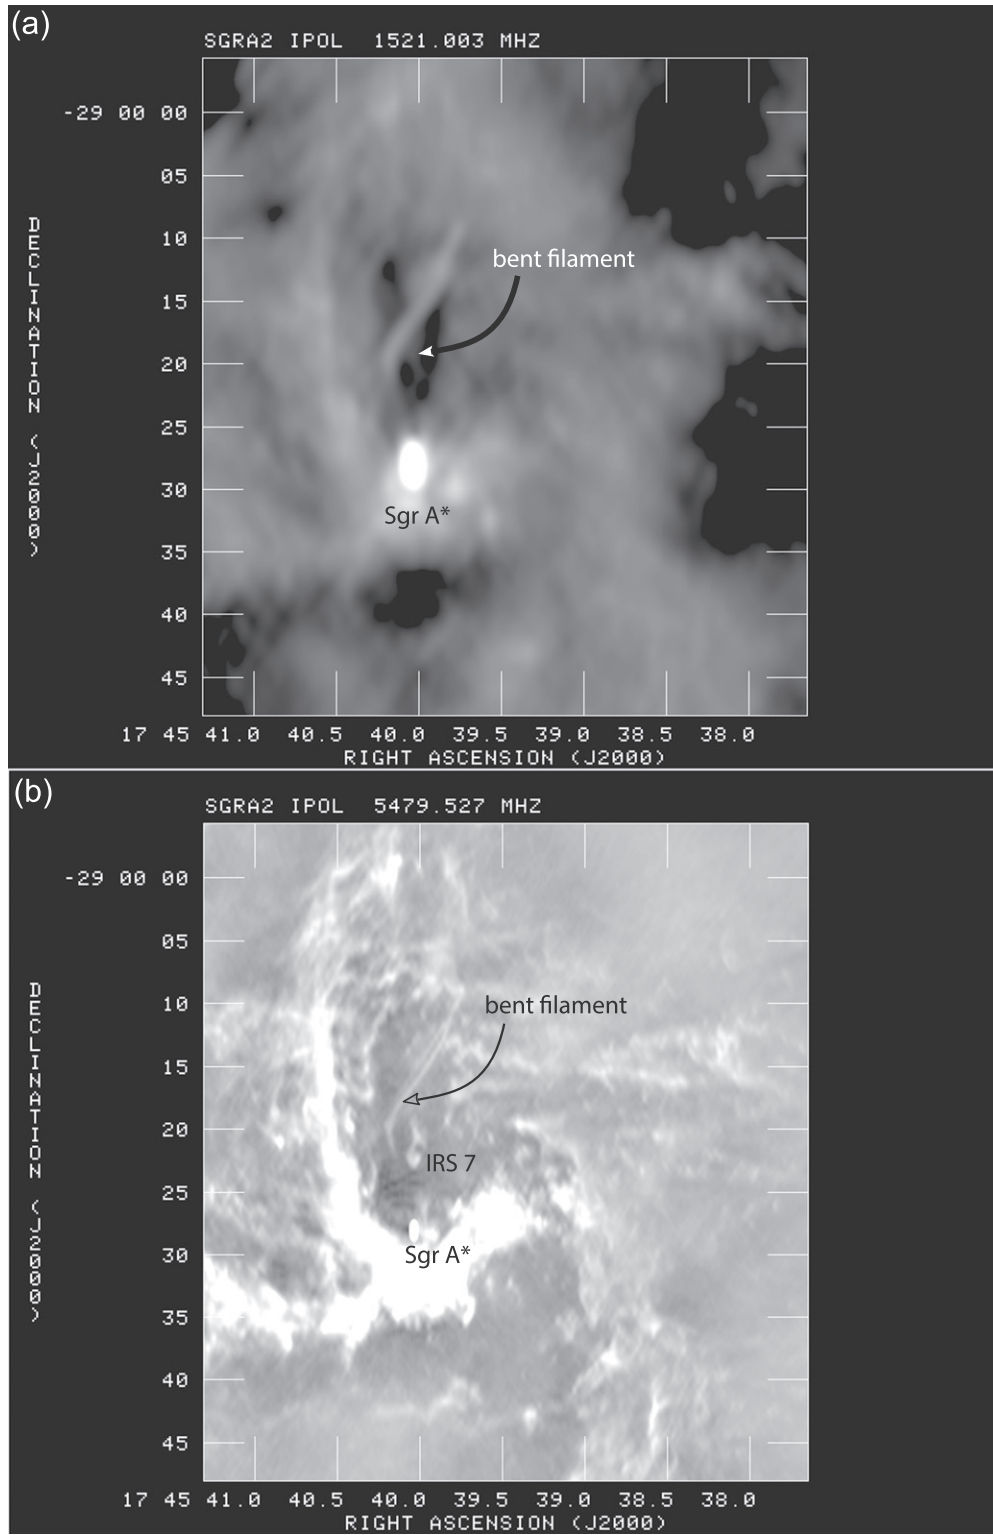 (a)
SGRA2 IPOL 1521.003 MHZ
-29 00 00
05
10
15
20
25
30
35
40
45
DECLINATION (J2000)
bent filament
Sgr A*
17 45 41.0 40.5 40.0 39.5 39.0 38.5 38.0
RIGHT ASCENSION (J2000)
(b)
SGRA2 IPOL 5479.527 MHZ
-29 00 00
05
10
15
20
25
30
35
40
45
DECLINATION (J2000)
bent filament
IRS 7
Sgr A*
17 45 41.0 40.5 40.0 39.5 39.0 38.5 38.0
RIGHT ASCENSION (J2000)